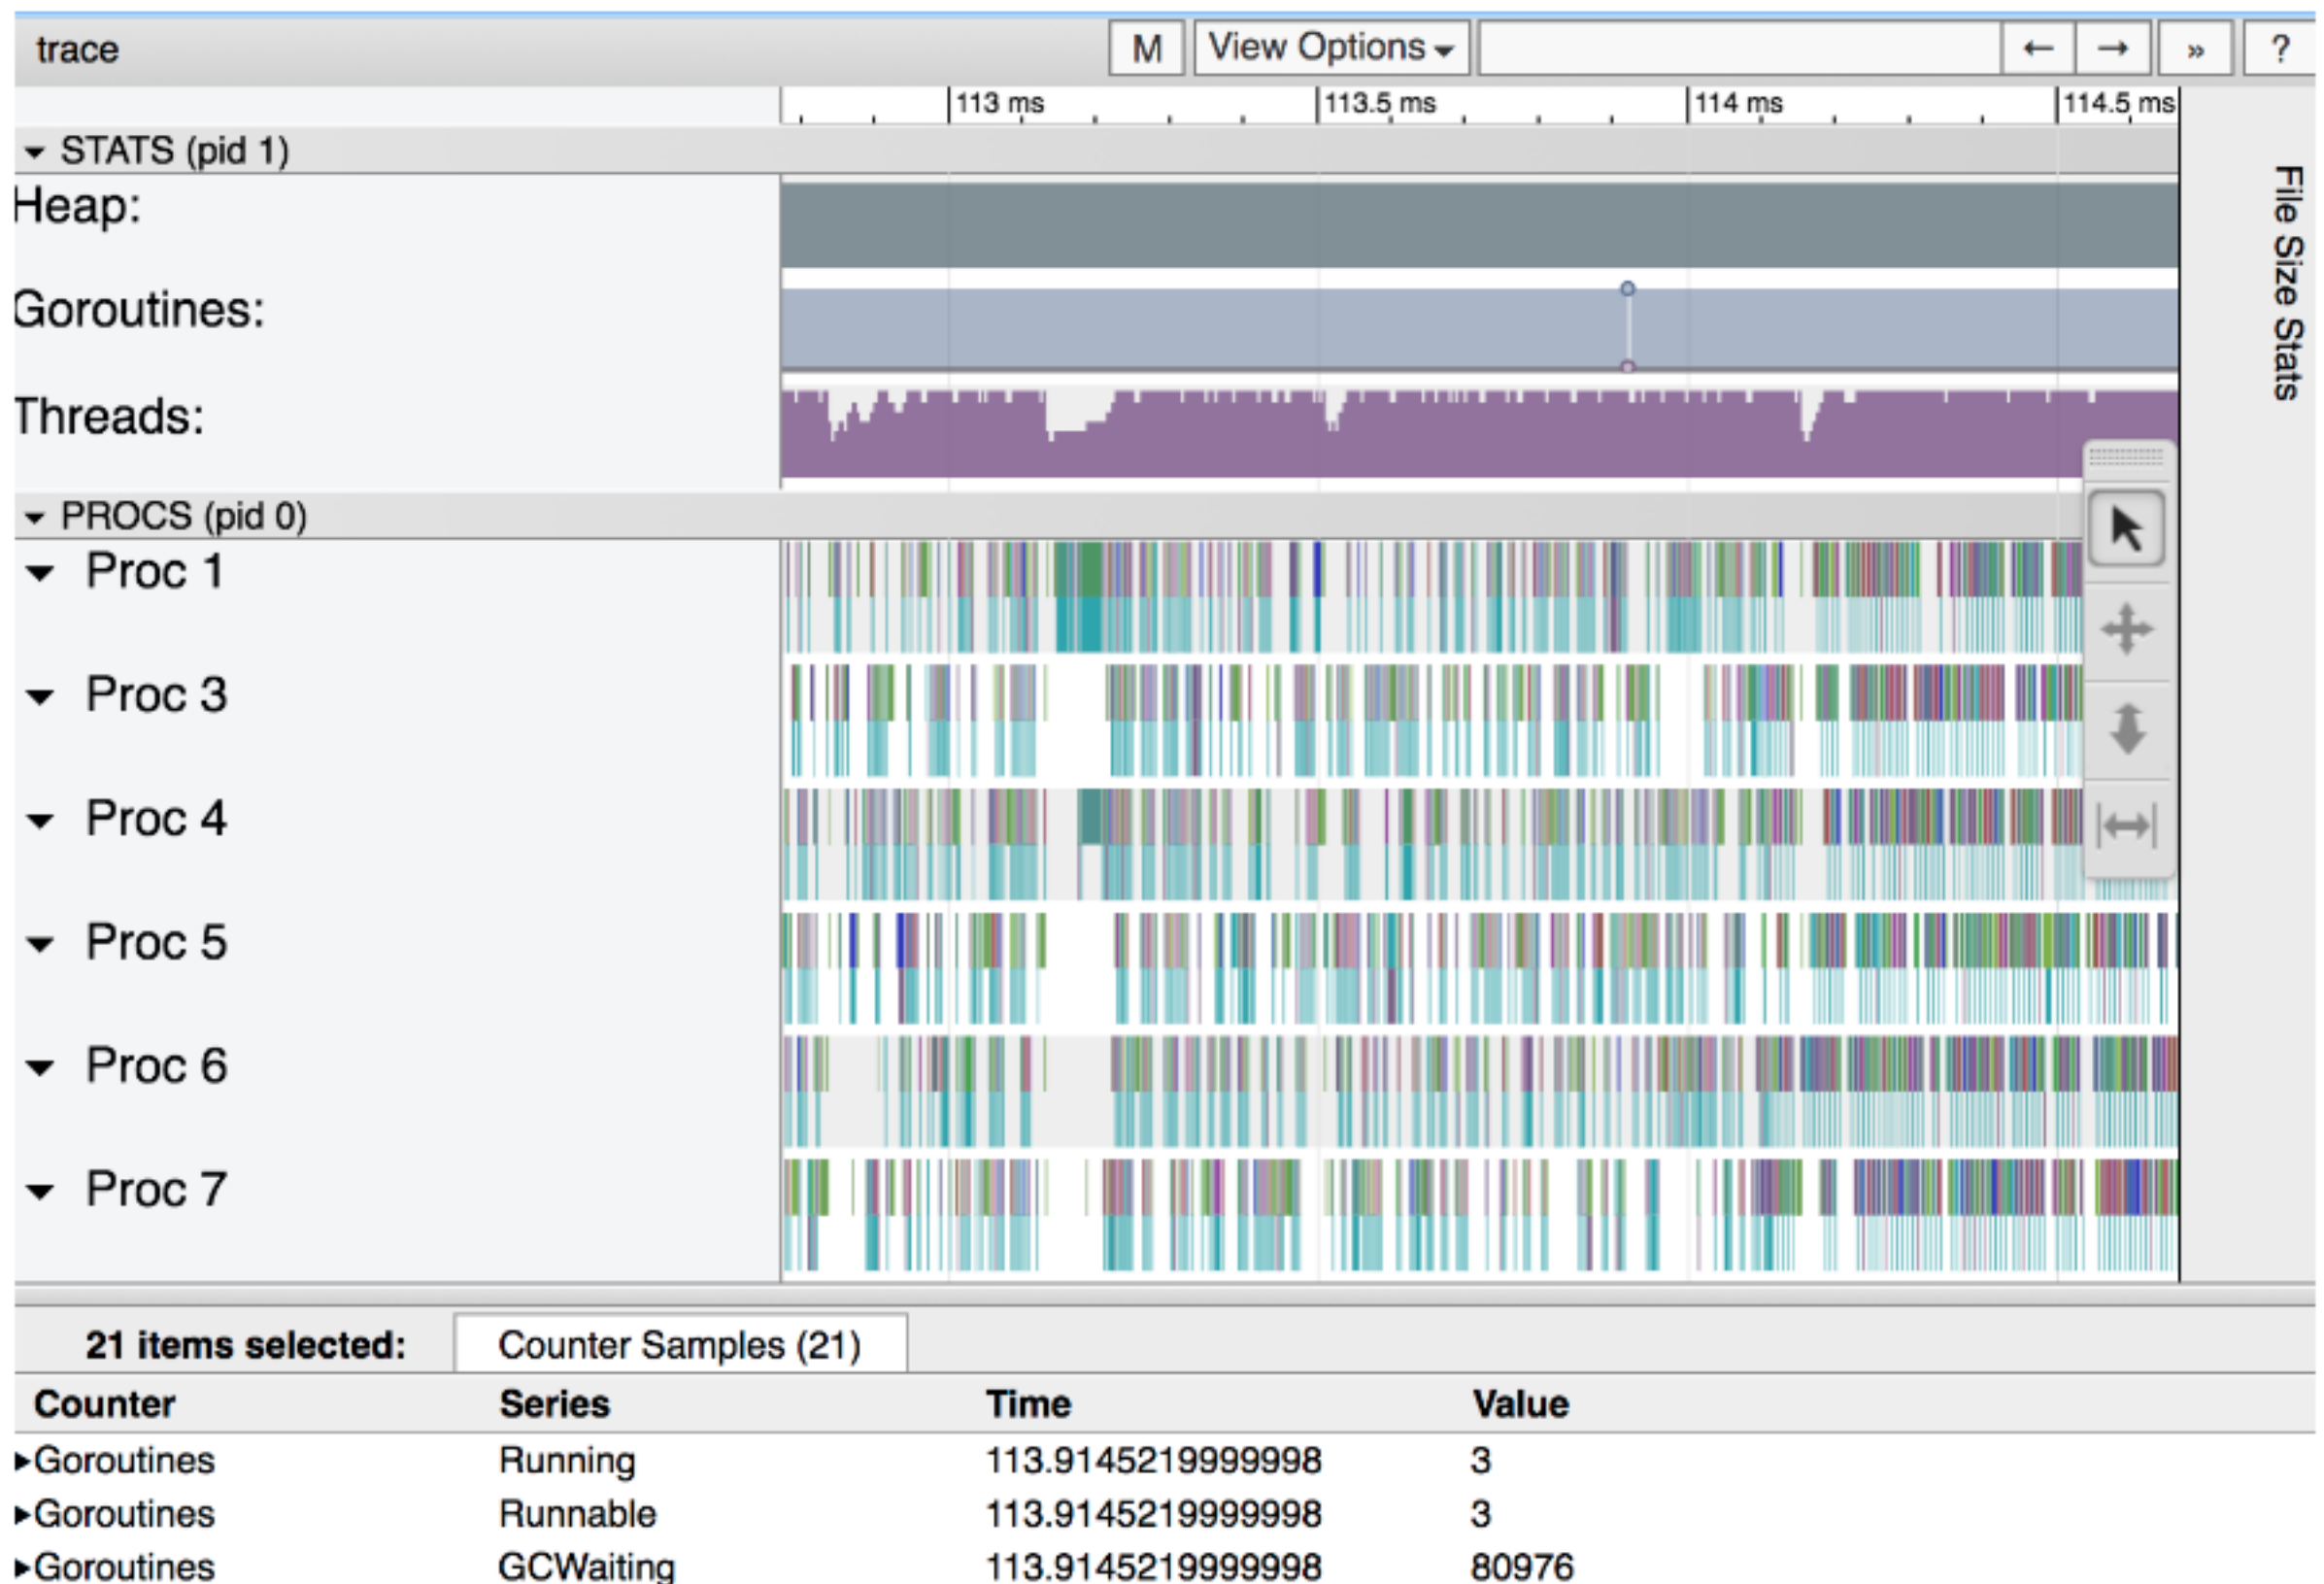 trace M View Options ← → » ?
113 ms 113.5 ms 114 ms 114.5 ms
STATS (pid 1)
Heap:
Goroutines:
Threads:
File Size Stats
PROCS (pid 0)
Proc 1
Proc 3
Proc 4
Proc 5
Proc 6
Proc 7
21 items selected: Counter Samples (21)
Counter Series Time Value
Goroutines Running 113.9145219999998 3
Goroutines Runnable 113.9145219999998 3
Goroutines GCWaiting 113.9145219999998 80976